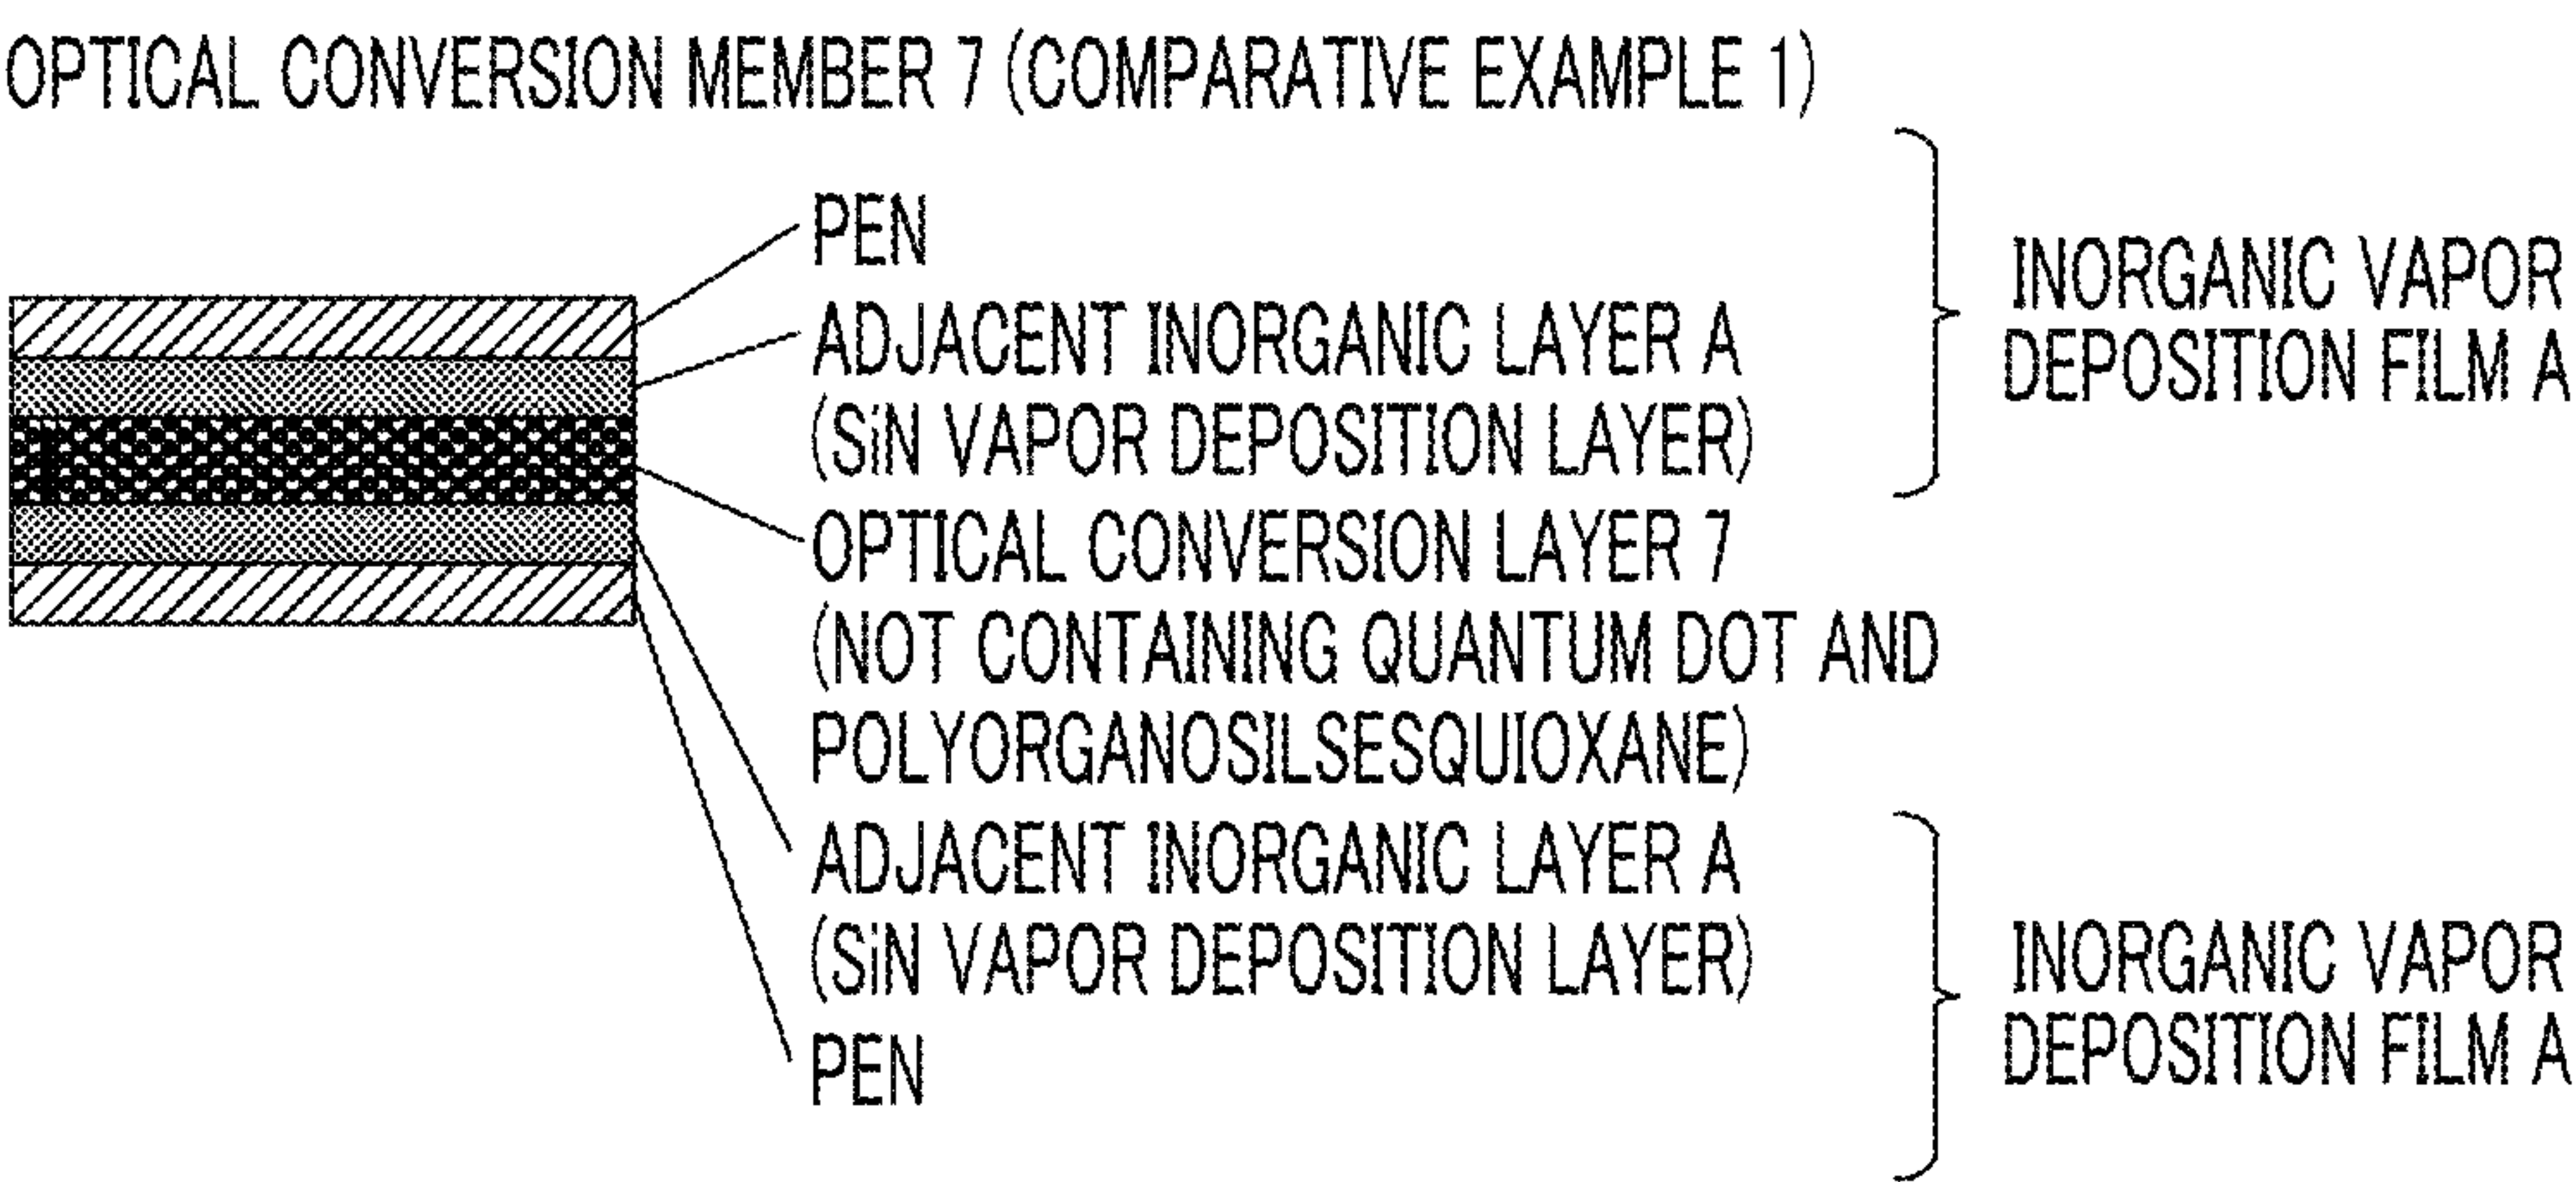 OPTICAL CONVERSION MEMBER 7 (COMPARATIVE EXAMPLE 1)
PEN
ADJACENT INORGANIC LAYER A
(SiN VAPOR DEPOSITION LAYER)
INORGANIC VAPOR
DEPOSITION FILM A
OPTICAL CONVERSION LAYER 7
(NOT CONTAINING QUANTUM DOT AND
POLYORGANOSILSESQUIOXANE)
ADJACENT INORGANIC LAYER A
(SiN VAPOR DEPOSITION LAYER)
PEN
INORGANIC VAPOR
DEPOSITION FILM A